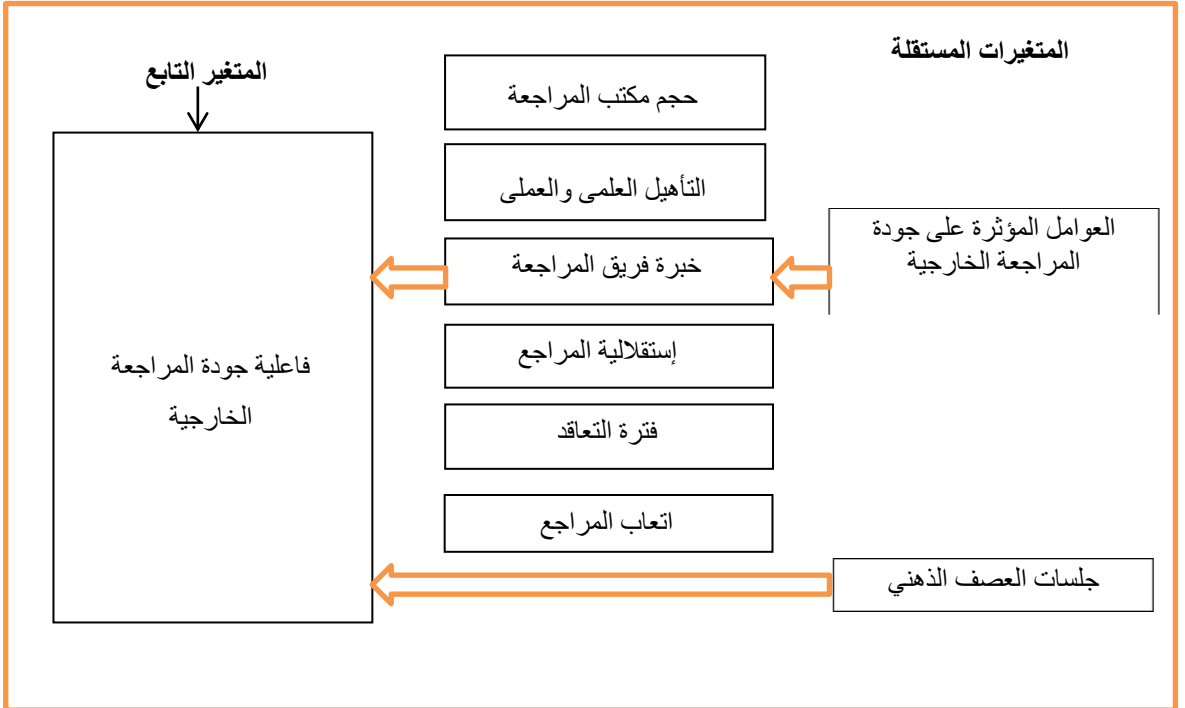 المتغيرات المستقلة
المتغير التابع
حجم مكتب المراجعة
التأهيل العلمى والعملى
العوامل المؤثرة على جودة
المراجعة الخارجية
خبرة فريق المراجعة
إستقلالية المراجع
فاعلية جودة المراجعة
الخارجية
فترة التعاقد
اتعاب المراجع
جلسات العصف الذهني